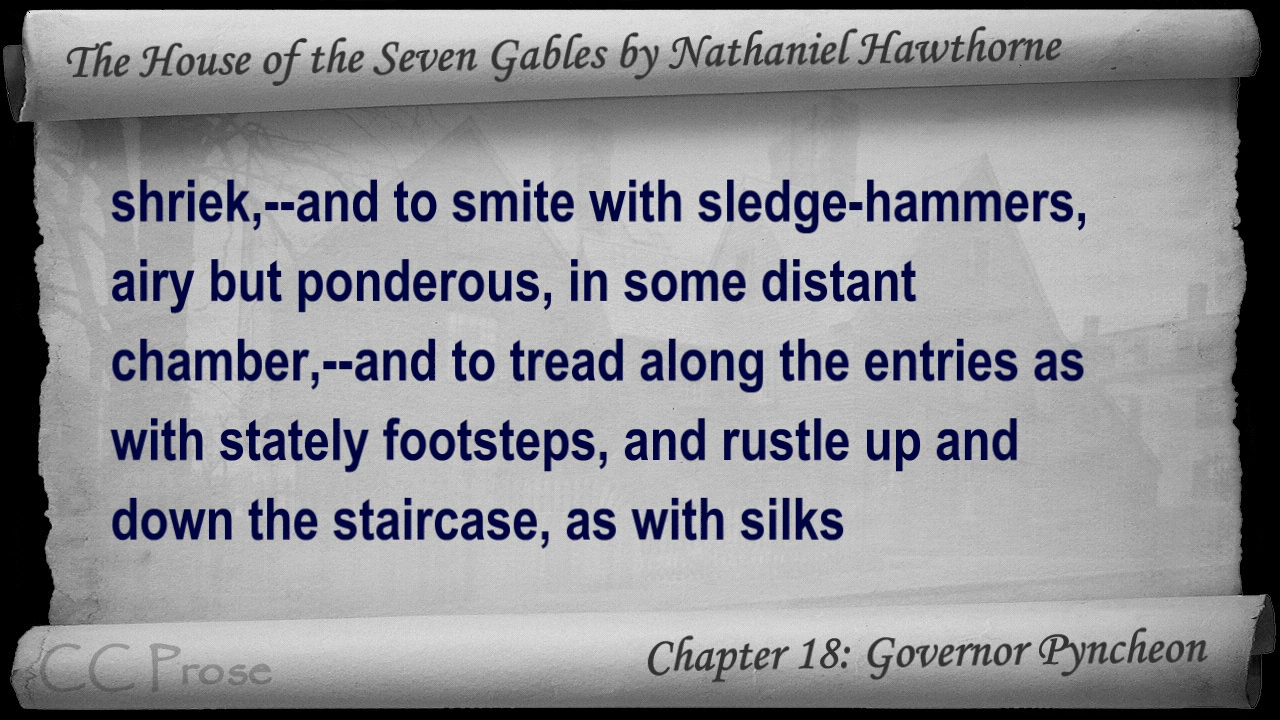 The House of the Seven Gables by Nathaniel Hawthorne
shriek,--and to smite with sledge-hammers,
airy but ponderous, in some distant
chamber,--and to tread along the entries as
with stately footsteps, and rustle up and
down the staircase, as with silks
CC Prose
Chapter 18: Governor Pyncheon